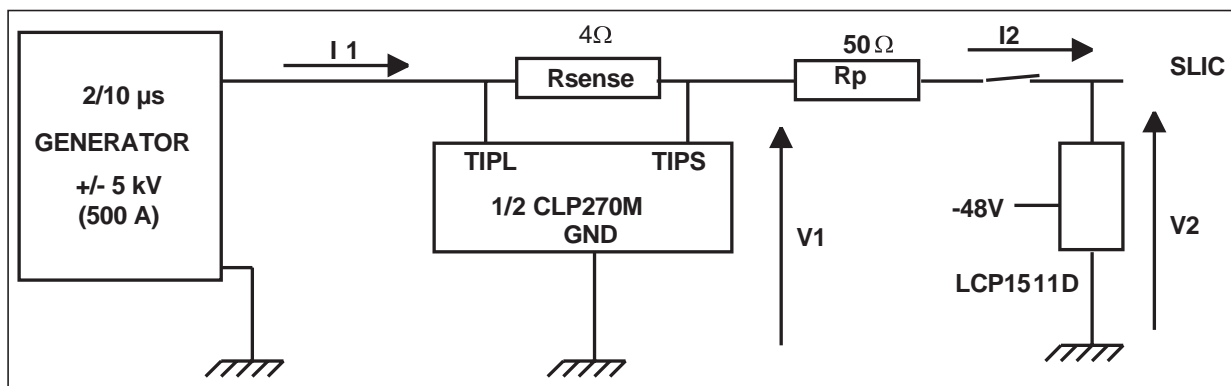 I 1
4Ω
Rsense
50 Ω
Rp
I2
SLIC
2/10 µs
GENERATOR
+/- 5 kV
(500 A)
TIPL
TIPS
1/2 CLP270M
GND
V1
-48V
V2
LCP1511D